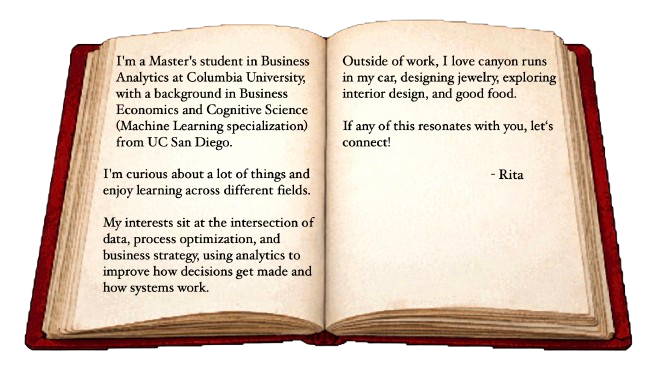 I'm a Master's student in Business
Analytics at Columbia University,
with a background in Business
Economics and Cognitive Science
(Machine Learning specialization)
from UC San Diego.
I'm curious about a lot of things and
enjoy learning across different fields.
My interests sit at the intersection of
data, process optimization, and
business strategy, using analytics to
improve how decisions get made and
how systems work.
Outside of work, I love canyon runs
in my car, designing jewelry, exploring
interior design, and good food.
If any of this resonates with you, let's
connect!
- Rita